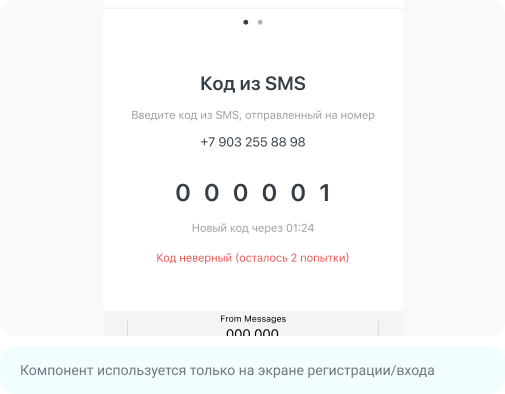 Код из SMS
Введите код из SMS, отправленный на номер
+7 903 255 88 98
0 0 0 0 0 1
Новый код через 01:24
Код неверный (осталось 2 попытки)
From Messages
000 000
Компонент используется только на экране регистрации/входа